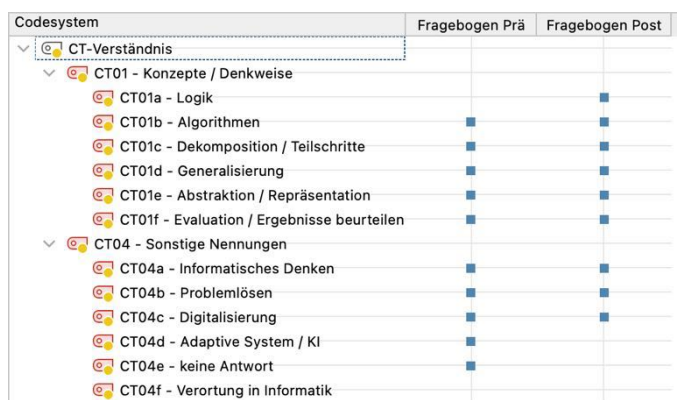 Codesystem Fragebogen Prä Fragebogen Post
CT-Verständnis
CT01 - Konzepte / Denkweise
CT01a - Logik
CT01b - Algorithmen
CT01c - Dekomposition / Teilschritte
CT01d - Generalisierung
CT01e - Abstraktion / Repräsentation
CT01f - Evaluation / Ergebnisse beurteilen
CT04 - Sonstige Nennungen
CT04a - Informatisches Denken
CT04b - Problemlösen
CT04c - Digitalisierung
CT04d - Adaptive System / KI
CT04e - keine Antwort
CT04f - Verortung in Informatik